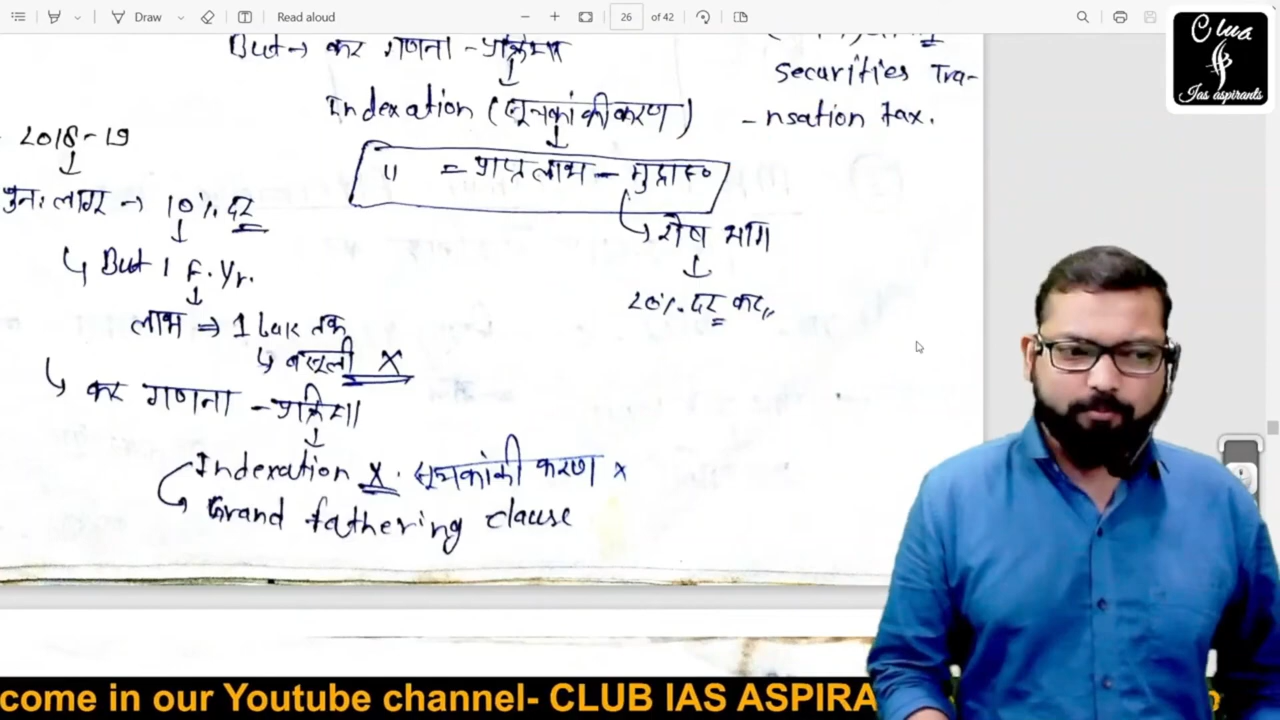 Draw
Read aloud
26 of 42
Club
Ias aspirants
But → कर गणना - प्रक्रिया
↓
Indexation (सूचकांकीकरण)
↓
" = प्राप्त लाभ - मुद्रास्०
↳ शेष भाग
↓
20% दर कर,,
Securities Tra-
-nsation tax.
2018-19
↓
पुनः लागू → 10% दर
↓
↳ But 1 F. Yr.
↓
लाभ ⇒ 1 Lak तक
↳ वसूली X
↳ कर गणना - प्रक्रिया
↓
Indexation X. सूचकांकी करण x
Grand fathering clause
come in our Youtube channel- CLUB IAS ASPIRA